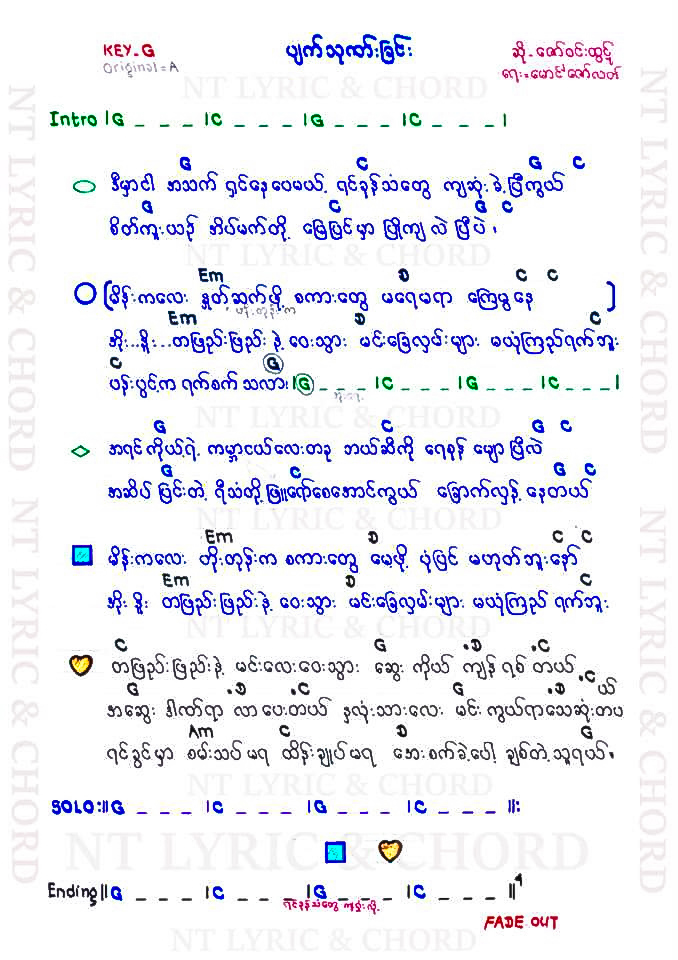 KEY-G
ပျက်သုဏ်းခြင်း
ဆို - ဇော်ဝင်းထွဋ်
Original = A
ရေး = မောင်မောင်ဇော်လတ်
NT LYRIC & CHORD
Intro |G _ _ _ |C _ _ _ |G _ _ _ |C _ _ _ |
G C G C
ဒီမှာငါ အသက် ရှင်နေပေမယ့် ရင်ခုန်သံတွေ ကျဆုံးခဲ့ပြီကွယ်
G C G C
စိတ်ကူးယဉ် အိပ်မက်တို့ မြေပြင်မှာ ပြိုကျလဲပြီပဲ ၊
Em D C C
(မိန်းကလေး နှုတ်ဆက်ဖို့ စကားတွေ မရေမရာ ကြေမွနေ )
Em D C
အိုး...နိူး...တဖြည်းဖြည်းနဲ့ ဝေးသွား မင်းခြေလှမ်းများ မယုံကြည်ရက်ဘူး
C G
ပန်းပွင့်က ရက်စက်သလား |G _ _ _ |C _ _ _ |G _ _ _ |C _ _ _ |
G C G C
အရင်ကိုယ့်ရဲ့ ကမ္ဘာငယ်လေးတခု ဘယ်ဆီကို ရေစုန်မျောပြီလဲ
G C G C
အဆိပ်ပြင်းတဲ့ ရီသံတို့ ဖြူရော်စေအောင်ကွယ် ခြောက်လှန့်နေတယ်
Em D C C
မိန်းကလေး တိုးတုန်းက စကားတွေ မေ့ဖို့ ပုံပြင် မဟုတ်ဘူးနော်
Em D C
အိုး နိူး တဖြည်းဖြည်းနဲ့ ဝေးသွား မင်းခြေလှမ်းများ မယုံကြည်ရက်ဘူး
C G .D .C
တဖြည်းဖြည်းနဲ့ မင်းလေးဝေးသွား ဆွေးကိုယ်ကျန်ရစ်တယ်
G .D .C G .D .C
အဆွေးဒါဏ်ရာ လာပေးတယ် နှလုံးသားလေး မင်းကွယ်ရာသေဆုံးတပယ်
Am C D G
ရင်ခွင်မှာ စမ်းသပ်မရ ထိန်းချုပ်မရ အေးစက်ခဲ့ပေါ့ ချစ်တဲ့သူရယ် ၊
SOLO:||G _ _ _ |C _ _ _ |G _ _ _ |C _ _ _ ||:
Ending||G _ _ _ |C _ _ _ |G _ _ _ |C _ _ _ ||4
ရင်ခုန်သံတွေ ကျဆုံးလို့
FADE OUT